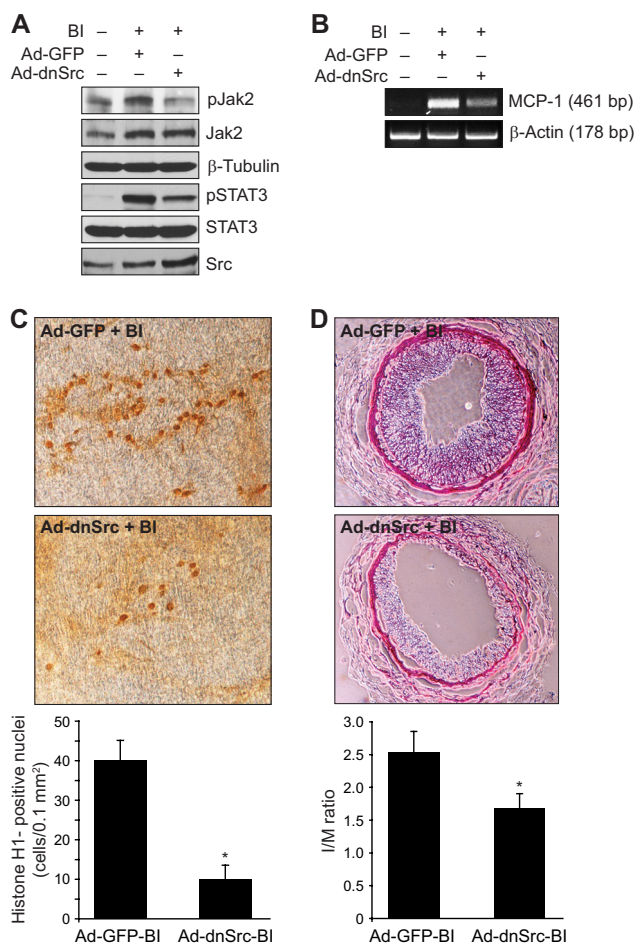 A
BI – + +
Ad-GFP – + –
Ad-dnSrc – – +
pJak2
Jak2
β-Tubulin
pSTAT3
STAT3
Src
B
BI – + +
Ad-GFP – + –
Ad-dnSrc – – +
MCP-1 (461 bp)
β-Actin (178 bp)
C
Ad-GFP + BI
Ad-dnSrc + BI
Histone H1- positive nuclei
(cells/0.1 mm²)
50
40
30
20
10
0
*
Ad-GFP-BI Ad-dnSrc-BI
D
Ad-GFP + BI
Ad-dnSrc + BI
I/M ratio
3.0
2.5
2.0
1.5
1.0
0.5
0
*
Ad-GFP-BI Ad-dnSrc-BI